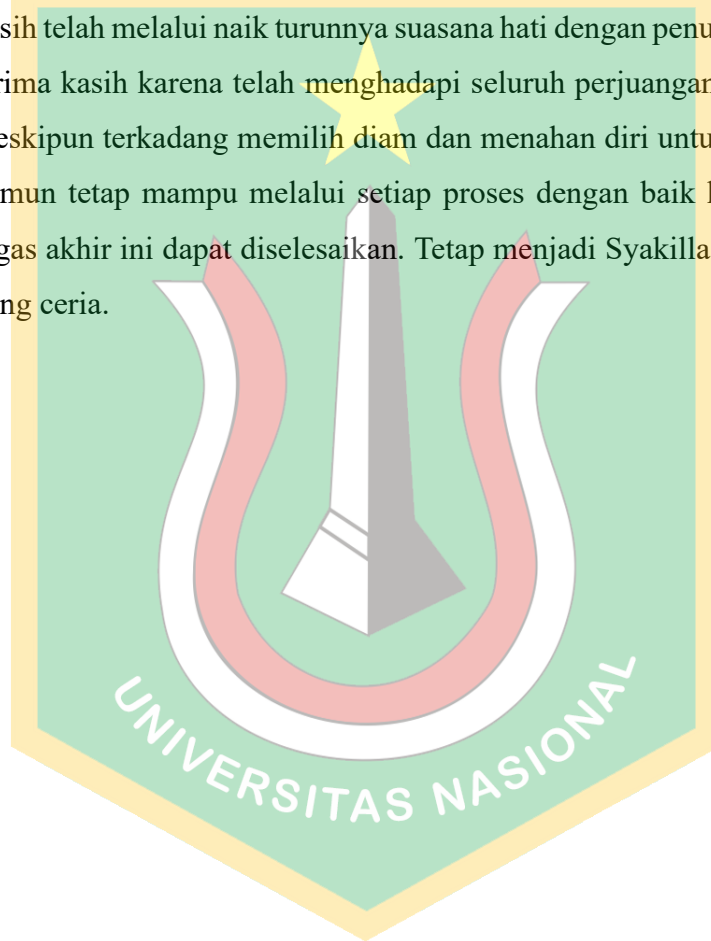 sih telah melalui naik turunnya suasana hati dengan penu
rima kasih karena telah menghadapi seluruh perjuangan
eskipun terkadang memilih diam dan menahan diri untu
mun tetap mampu melalui setiap proses dengan baik
gas akhir ini dapat diselesaikan. Tetap menjadi Syakilla
ng ceria.
UNIVERSITAS NASIONAL